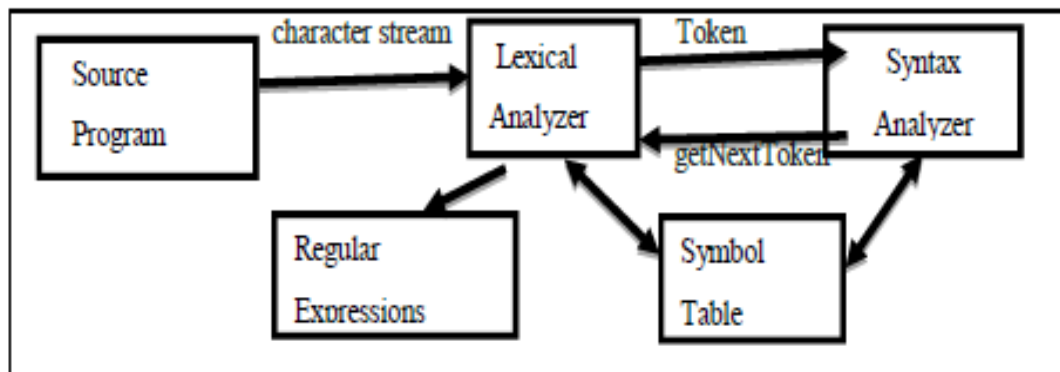 Source
Program
character stream
Lexical
Analyzer
Token
getNextToken
Syntax
Analyzer
Regular
Expressions
Symbol
Table